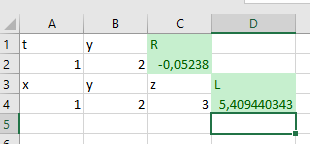 A B C D
1 t y R
2 1 2 -0,05238
3 x y z L
4 1 2 3 5,409440343
5